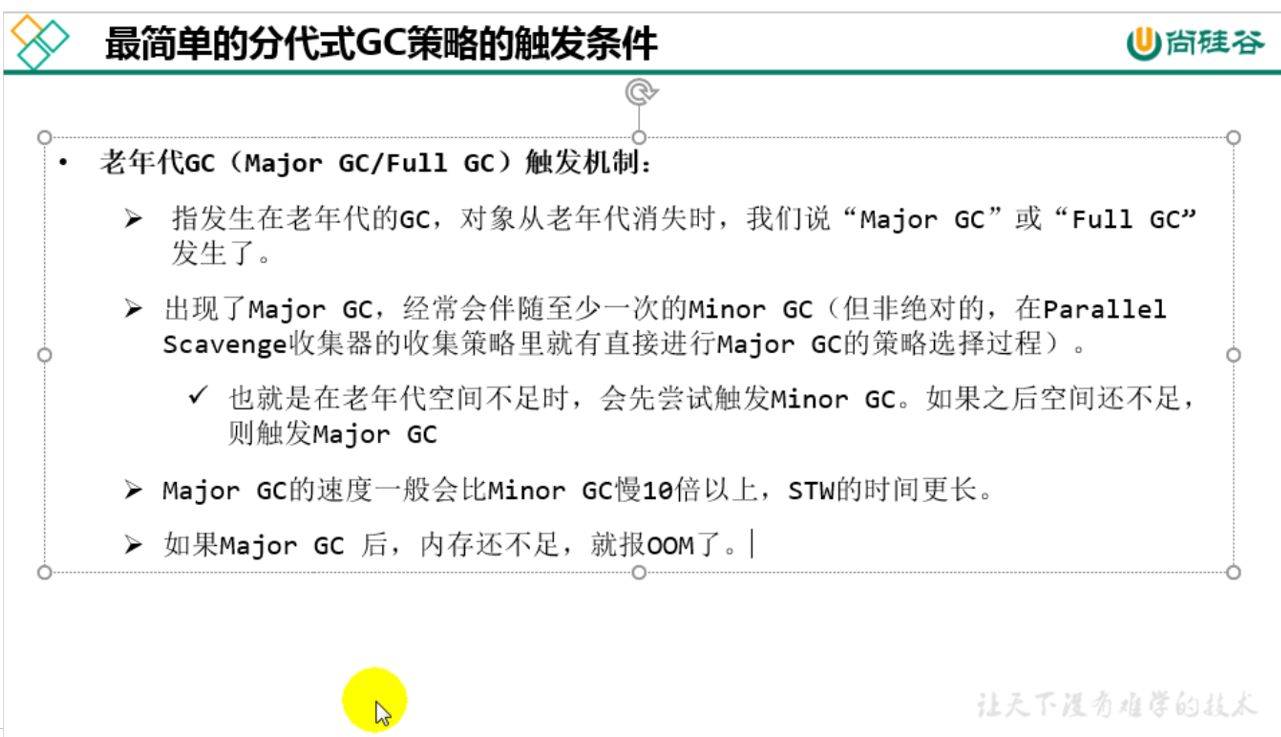 最简单的分代式GC策略的触发条件
尚硅谷
• 老年代GC（Major GC/Full GC）触发机制：
➢ 指发生在老年代的GC，对象从老年代消失时，我们说“Major GC”或“Full GC”
发生了。
➢ 出现了Major GC，经常会伴随至少一次的Minor GC（但非绝对的，在Parallel
Scavenge收集器的收集策略里就有直接进行Major GC的策略选择过程）。
✓ 也就是在老年代空间不足时，会先尝试触发Minor GC。如果之后空间还不足，
则触发Major GC
➢ Major GC的速度一般会比Minor GC慢10倍以上，STW的时间更长。
➢ 如果Major GC 后，内存还不足，就报OOM了。
让天下没有难学的技术